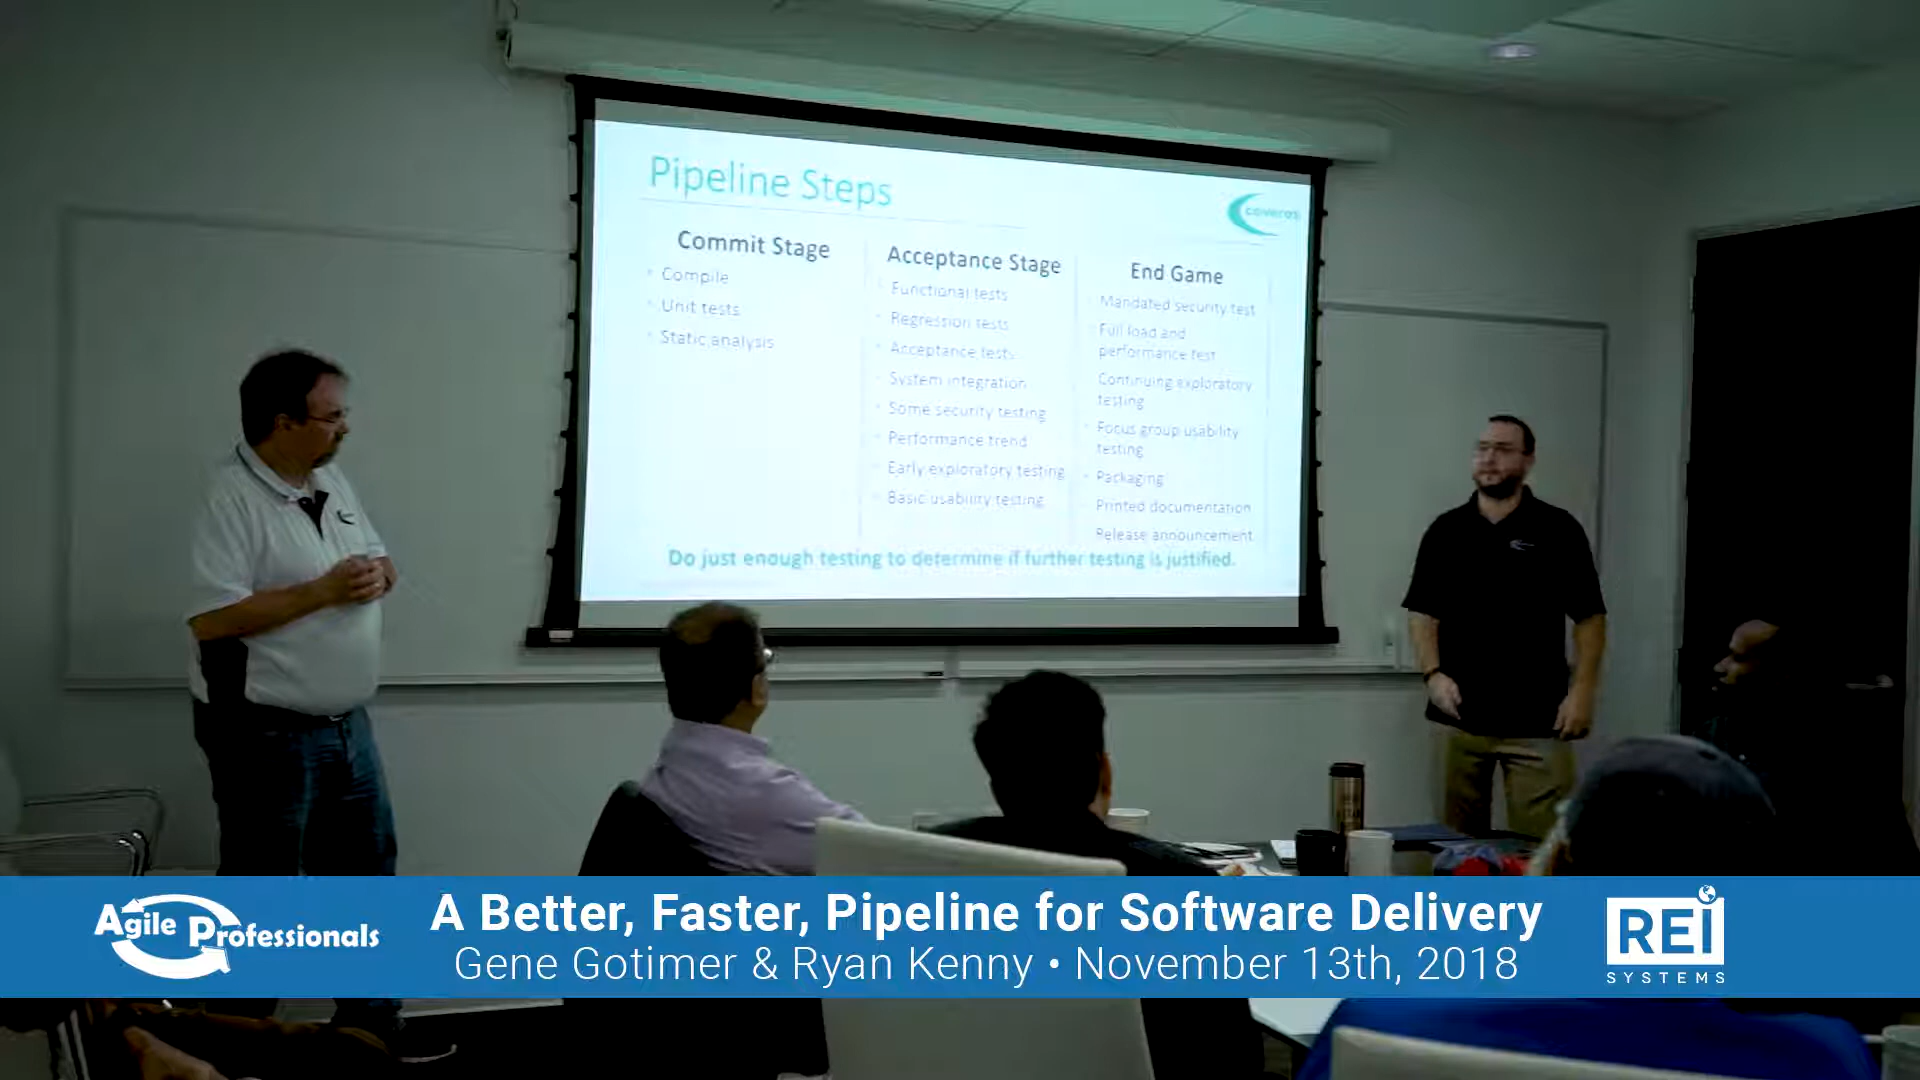 Pipeline Steps
coveros
Commit Stage
Compile
Unit tests
Static analysis
Acceptance Stage
Functional tests
Regression tests
Acceptance tests
System integration
Some security testing
Performance trend
Early exploratory testing
Basic usability testing
End Game
Mandated security test
Full load and
performance test
Continuing exploratory
testing
Focus group usability
testing
Packaging
Printed documentation
Release announcement
Do just enough testing to determine if further testing is justified.
Agile Professionals
A Better, Faster, Pipeline for Software Delivery
Gene Gotimer & Ryan Kenny • November 13th, 2018
REI
SYSTEMS